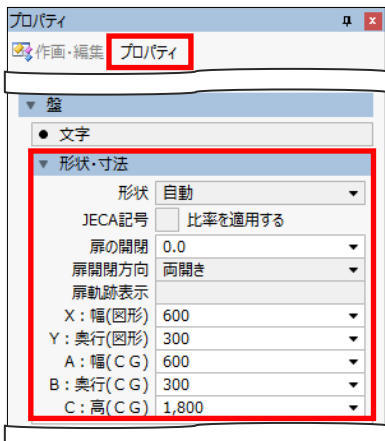 プロパティ
作画・編集 プロパティ
▼ 盤
● 文字
▼ 形状・寸法
形状 自動
JECA記号 比率を適用する
扉の開閉 0.0
扉開閉方向 両開き
扉軌跡表示
X：幅(図形) 600
Y：奥行(図形) 300
A：幅(ＣＧ) 600
B：奥行(ＣＧ) 300
C：高(ＣＧ) 1,800